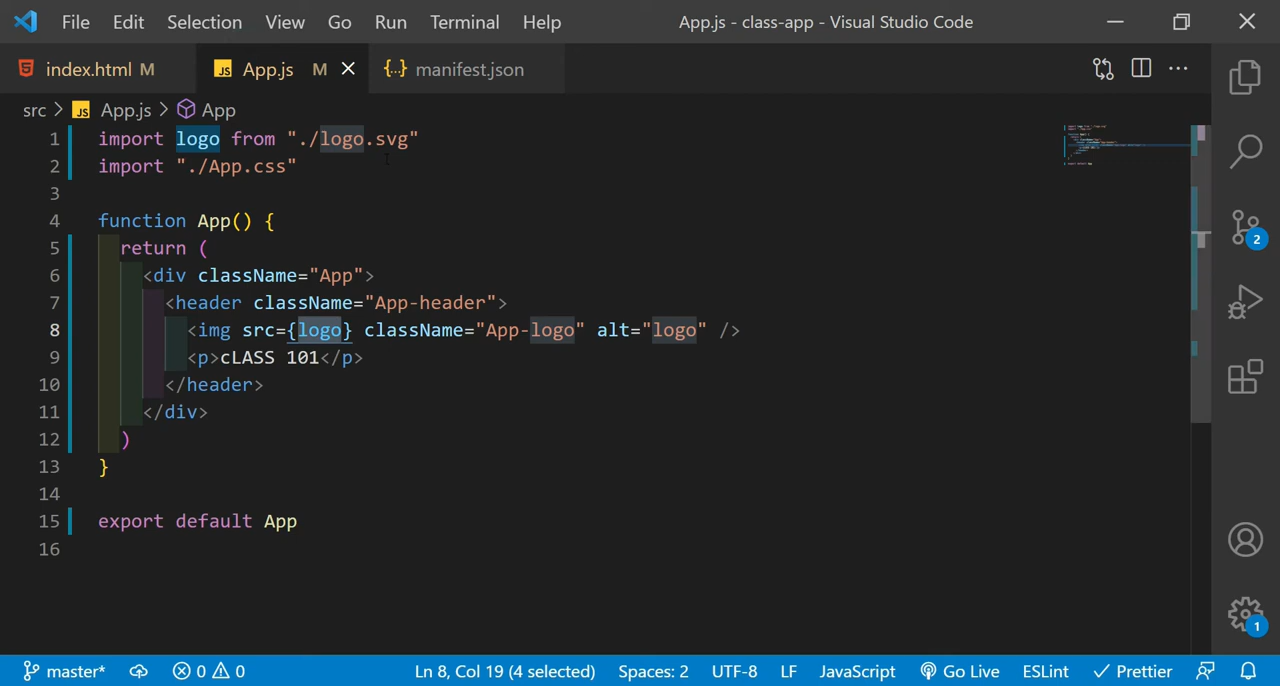 File Edit Selection View Go Run Terminal Help App.js - class-app - Visual Studio Code
index.html M JS App.js M {..} manifest.json
src > JS App.js > App
1 import logo from "./logo.svg"
2 import "./App.css"
3
4 function App() {
5 return (
6 <div className="App">
7 <header className="App-header">
8 <img src={logo} className="App-logo" alt="logo" />
9 <p>cLASS 101</p>
10 </header>
11 </div>
12 )
13 }
14
15 export default App
16
2
1
master* 0 0 Ln 8, Col 19 (4 selected) Spaces: 2 UTF-8 LF JavaScript Go Live ESLint Prettier